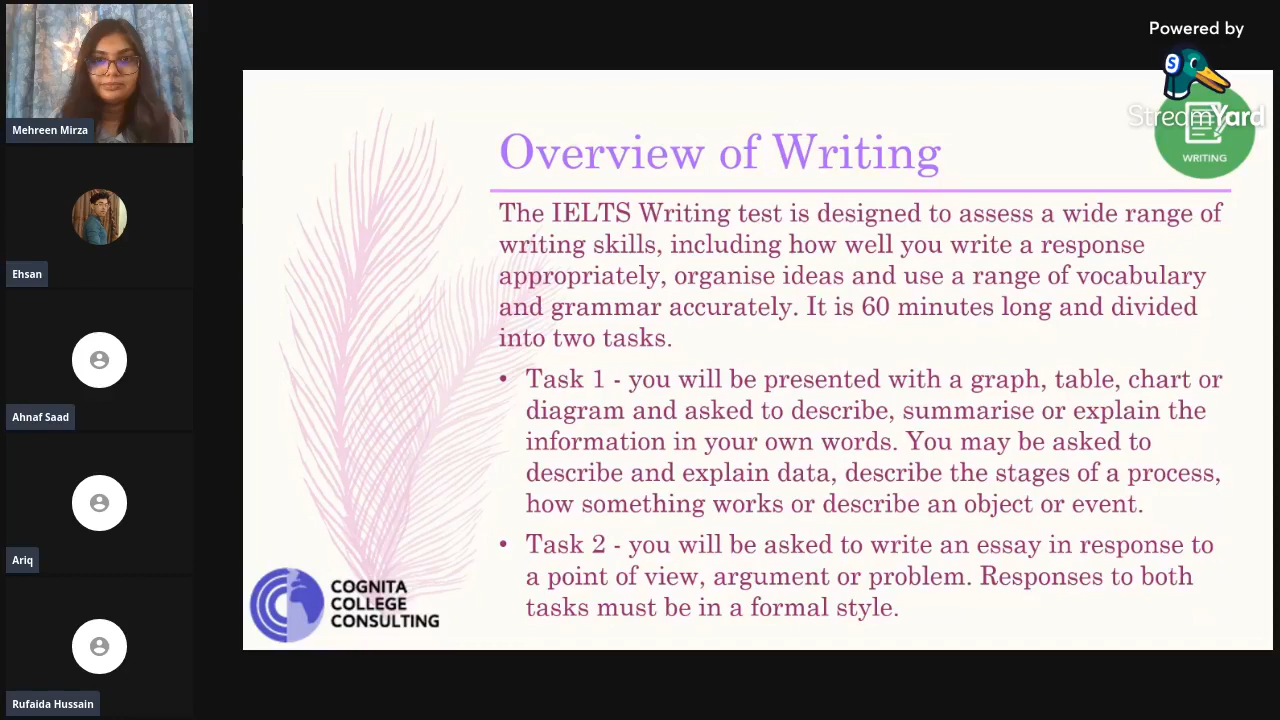 Powered by
StreamYard
WRITING
Mehreen Mirza
Ehsan
Ahnaf Saad
Ariq
Rufaida Hussain
Overview of Writing
The IELTS Writing test is designed to assess a wide range of
writing skills, including how well you write a response
appropriately, organise ideas and use a range of vocabulary
and grammar accurately. It is 60 minutes long and divided
into two tasks.
• Task 1 - you will be presented with a graph, table, chart or
diagram and asked to describe, summarise or explain the
information in your own words. You may be asked to
describe and explain data, describe the stages of a process,
how something works or describe an object or event.
• Task 2 - you will be asked to write an essay in response to
a point of view, argument or problem. Responses to both
tasks must be in a formal style.
COGNITA
COLLEGE
CONSULTING